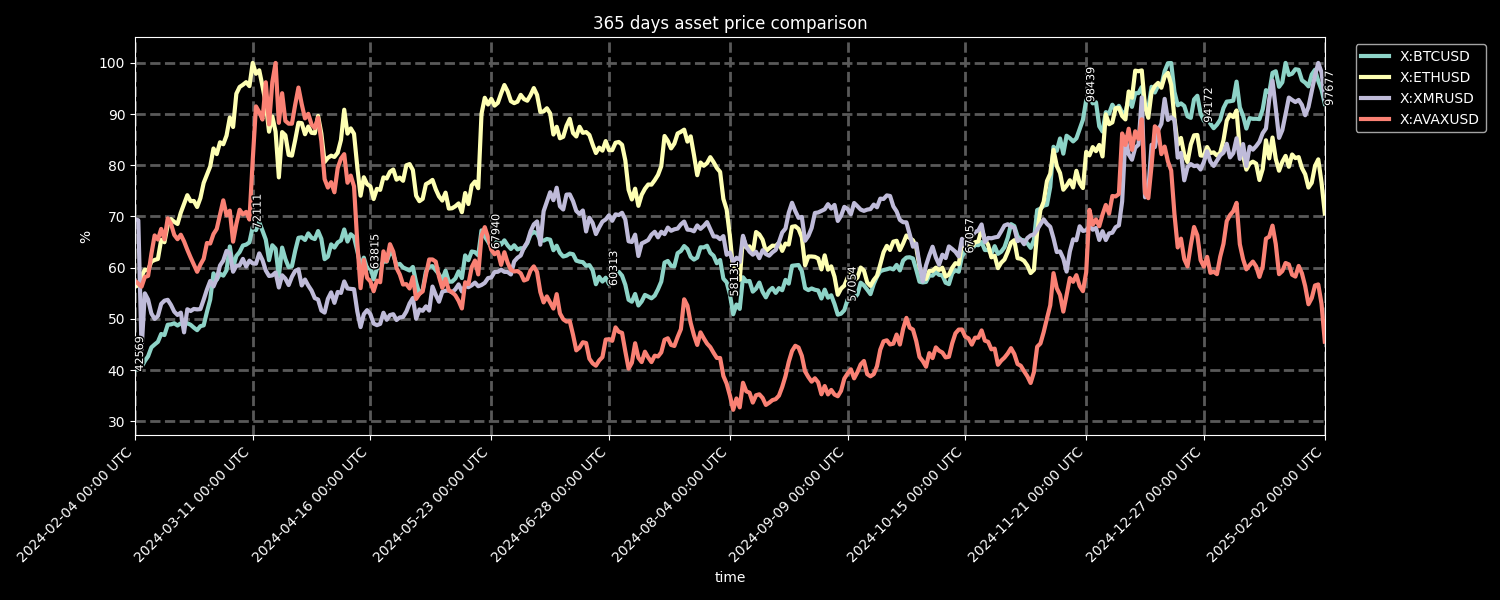 365 days asset price comparison
X:BTCUSD
X:ETHUSD
X:XMRUSD
X:AVAXUSD
%
100
90
80
70
60
50
40
30
42569
72111
63815
67940
60313
58131
57054
67057
98439
94172
97677
2024-02-04 00:00 UTC
2024-03-11 00:00 UTC
2024-04-16 00:00 UTC
2024-05-23 00:00 UTC
2024-06-28 00:00 UTC
2024-08-04 00:00 UTC
2024-09-09 00:00 UTC
2024-10-15 00:00 UTC
2024-11-21 00:00 UTC
2024-12-27 00:00 UTC
2025-02-02 00:00 UTC
time